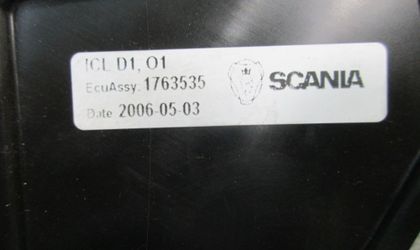 ICL D1, O1
EcuAssy. 1763535
SCANIA
Date 2006-05-03